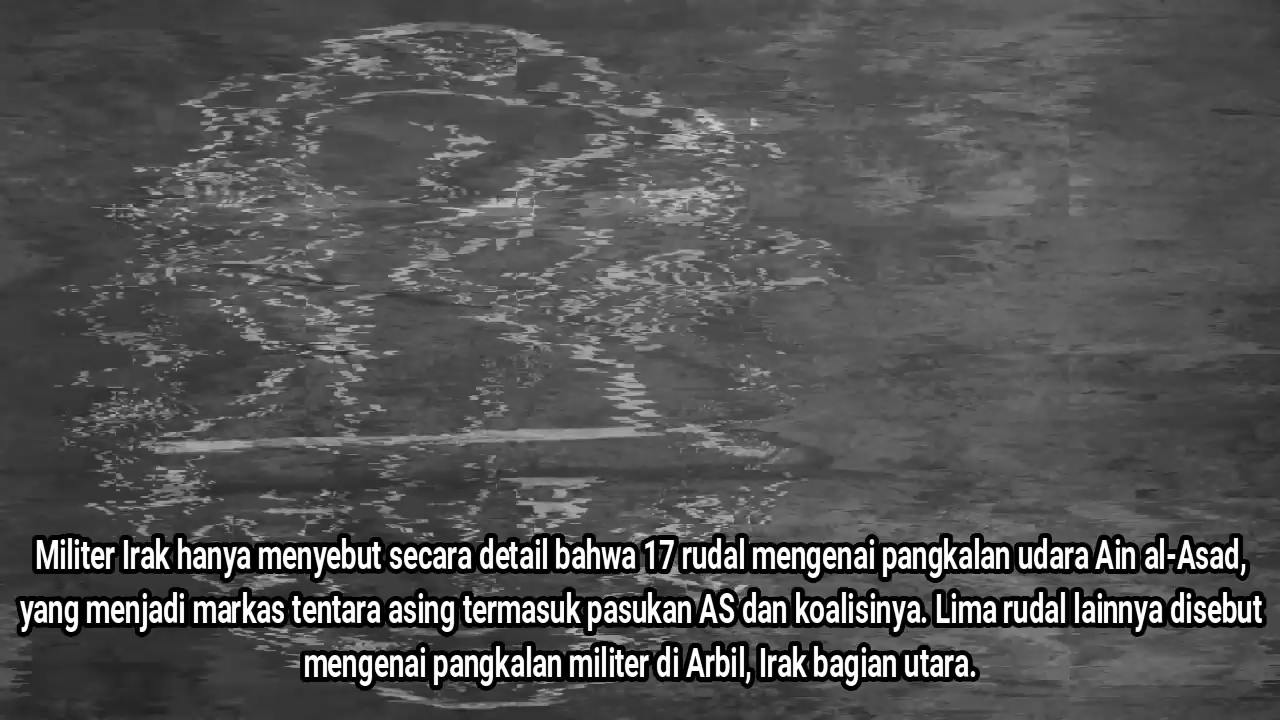 Militer Irak hanya menyebut secara detail bahwa 17 rudal mengenai pangkalan udara Ain al-Asad,
yang menjadi markas tentara asing termasuk pasukan AS dan koalisinya. Lima rudal lainnya disebut
mengenai pangkalan militer di Arbil, Irak bagian utara.